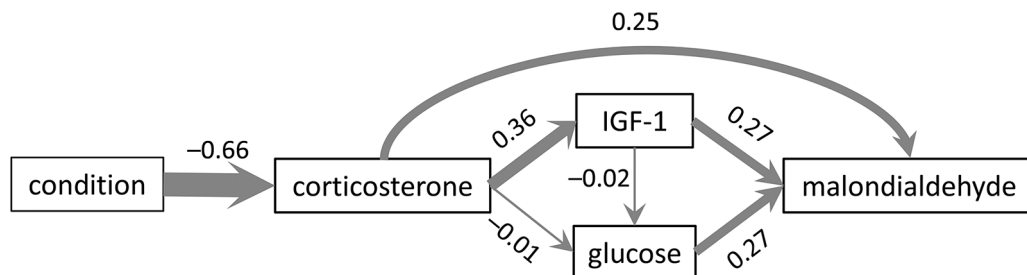 0.25
IGF-1
0.36
0.27
–0.66
condition
corticosterone
–0.02
malondialdehyde
–0.01
glucose
0.27